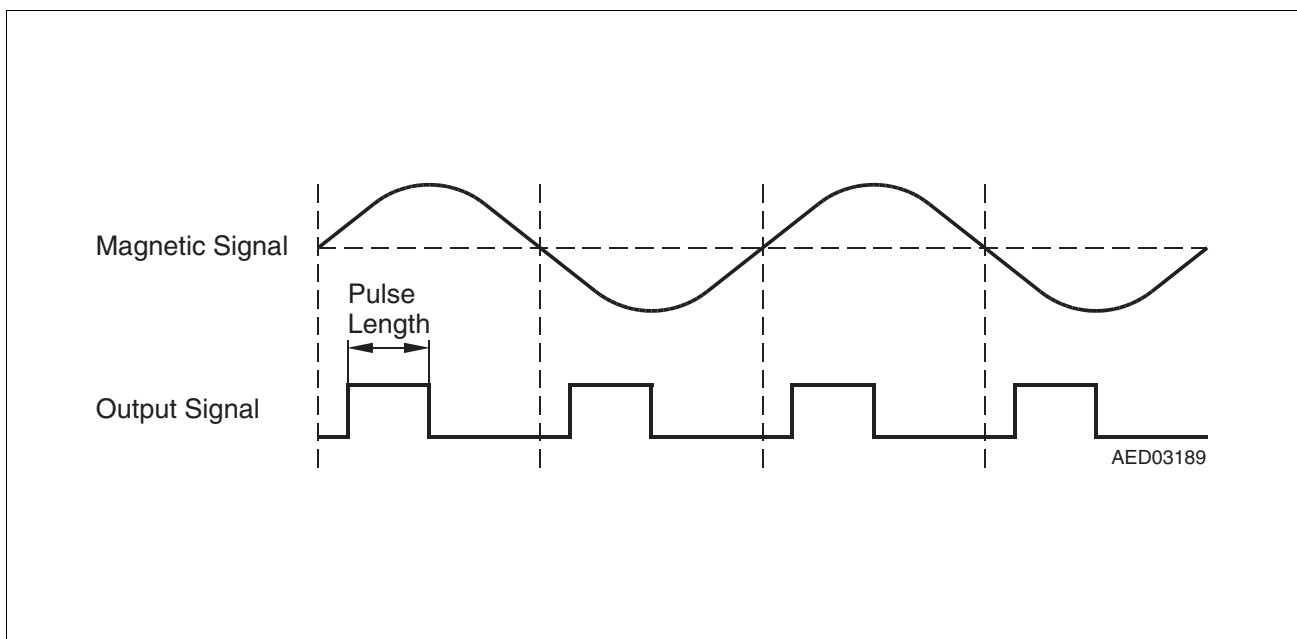 Magnetic Signal
Pulse
Length
Output Signal
AED03189